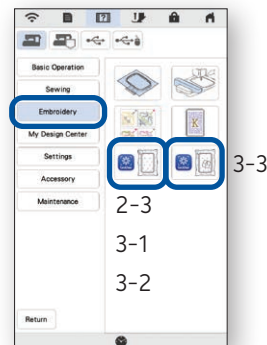 Basic Operation
Sewing
Embroidery
My Design Center
Settings
Accessory
Maintenance
Return
K
3-3
2-3
3-1
3-2